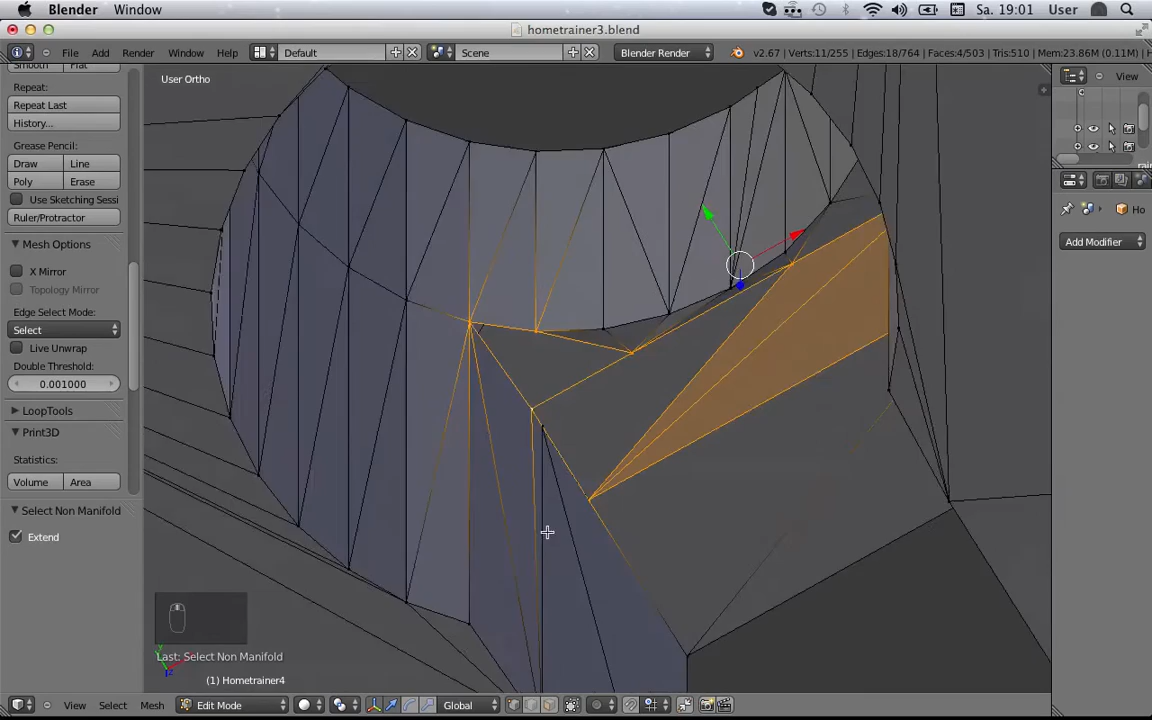 Blender Window Sa. 19:01 User
hometrainer3.blend
File Add Render Window Help Default Scene Blender Render v2.67 | Verts:11/255 | Edges:18/764 | Faces:4/503 | Tris:510 | Mem:23.86M (0.11M) | H
Smooth Flat
User Ortho
View
Repeat:
Repeat Last
History...
Grease Pencil:
Draw Line
Poly Erase
Use Sketching Sessi
Ruler/Protractor
Mesh Options
X Mirror
Topology Mirror
Edge Select Mode:
Select
Live Unwrap
Double Threshold:
0.001000
LoopTools
Print3D
Statistics:
Volume Area
Select Non Manifold
Extend
Ho
Add Modifier
Last: Select Non Manifold
(1) Hometrainer4
View Select Mesh Edit Mode Global